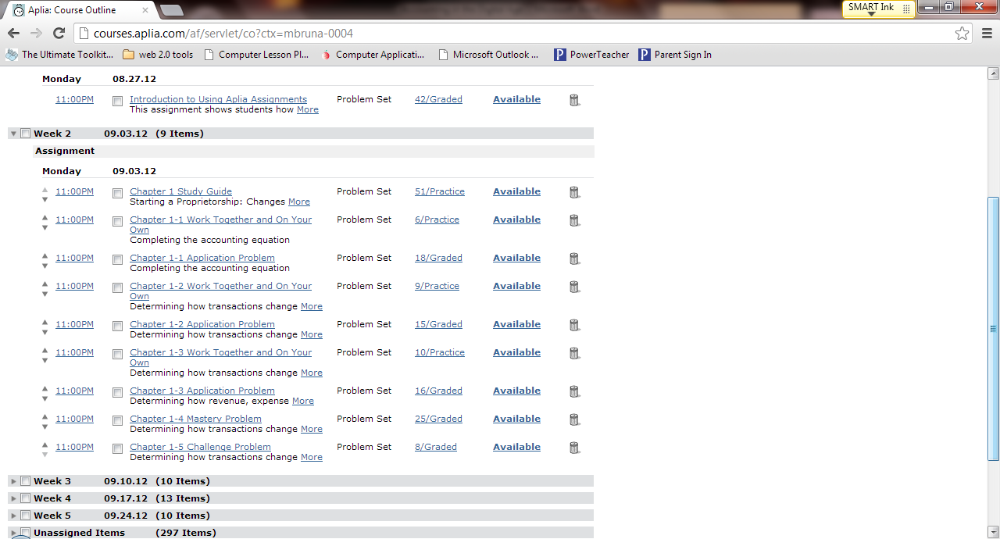 Aplia: Course Outline
SMART Ink
courses.aplia.com/af/servlet/co?ctx=mbruna-0004
The Ultimate Toolkit... web 2.0 tools Computer Lesson Pl... Computer Applicati... Microsoft Outlook ... PowerTeacher Parent Sign In
Monday 08.27.12
11:00PM Introduction to Using Aplia Assignments Problem Set 42/Graded Available
This assignment shows students how More
Week 2 09.03.12 (9 Items)
Assignment
Monday 09.03.12
11:00PM Chapter 1 Study Guide Problem Set 51/Practice Available
Starting a Proprietorship: Changes More
11:00PM Chapter 1-1 Work Together and On Your Problem Set 6/Practice Available
Own
Completing the accounting equation
11:00PM Chapter 1-1 Application Problem Problem Set 18/Graded Available
Completing the accounting equation
11:00PM Chapter 1-2 Work Together and On Your Problem Set 9/Practice Available
Own
Determining how transactions change More
11:00PM Chapter 1-2 Application Problem Problem Set 15/Graded Available
Determining how transactions change More
11:00PM Chapter 1-3 Work Together and On Your Problem Set 10/Practice Available
Own
Determining how transactions change More
11:00PM Chapter 1-3 Application Problem Problem Set 16/Graded Available
Determining how revenue, expense More
11:00PM Chapter 1-4 Mastery Problem Problem Set 25/Graded Available
Determining how transactions change More
11:00PM Chapter 1-5 Challenge Problem Problem Set 8/Graded Available
Determining how transactions change More
Week 3 09.10.12 (10 Items)
Week 4 09.17.12 (13 Items)
Week 5 09.24.12 (10 Items)
Unassigned Items (297 Items)